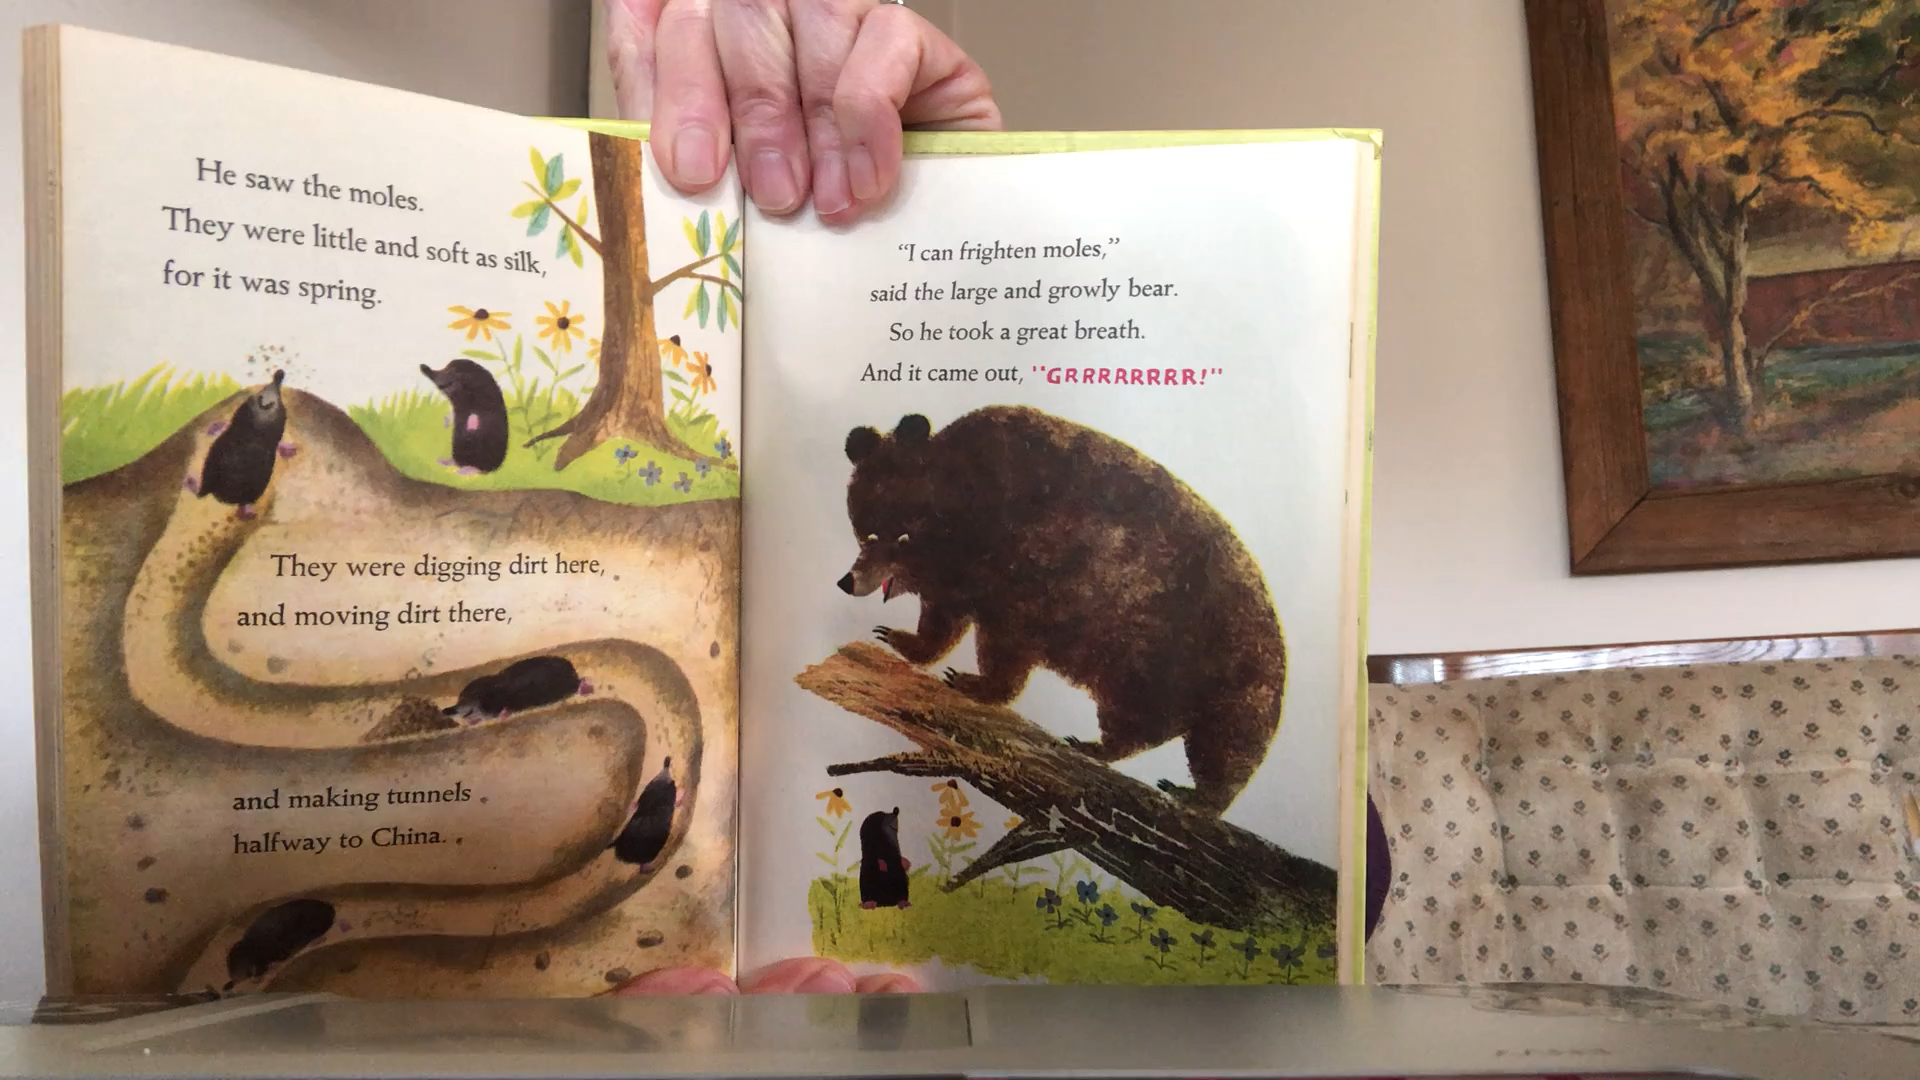 He saw the moles.
They were little and soft as silk,
for it was spring.
They were digging dirt here,
and moving dirt there,
and making tunnels
halfway to China.
“I can frighten moles,”
said the large and growly bear.
So he took a great breath.
And it came out, "GRRRRRRRR!"